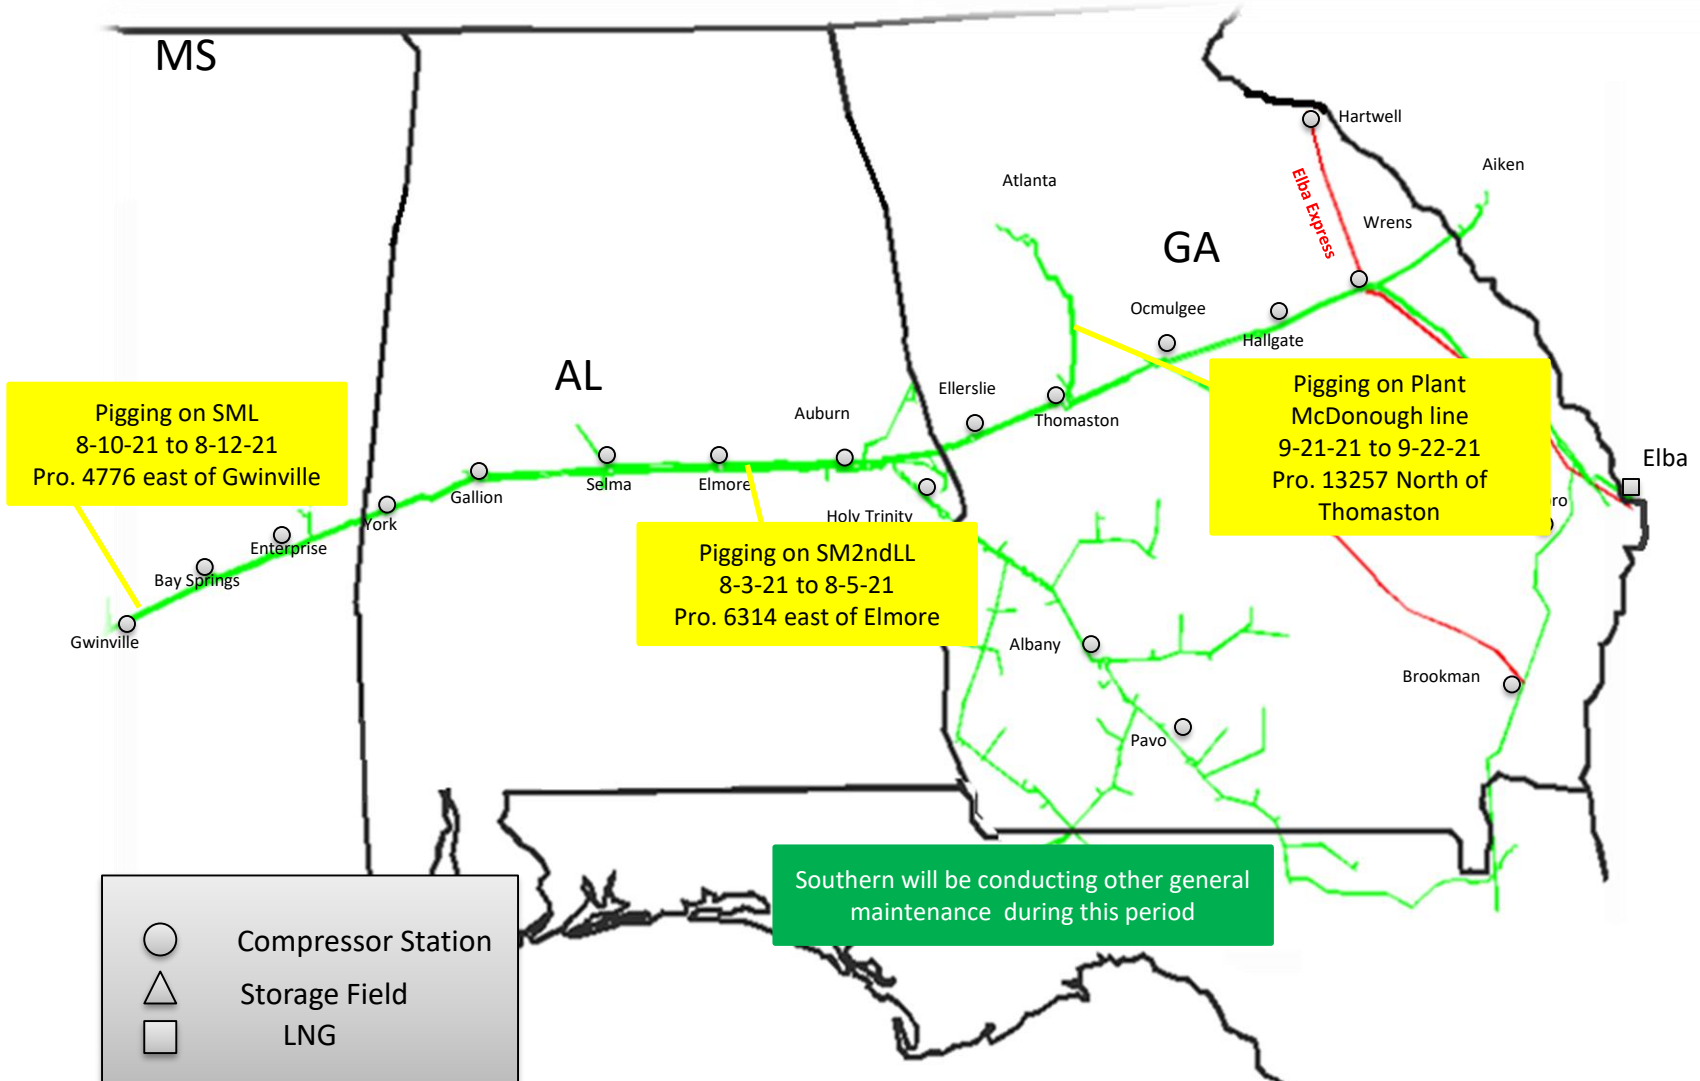 MS
Hartwell
Aiken
Atlanta
Elba Express
Wrens
GA
Ocmulgee
Hallgate
AL
Ellerslie
Auburn
Thomaston
Pigging on SML
8-10-21 to 8-12-21
Pro. 4776 east of Gwinville
Pigging on Plant
McDonough line
9-21-21 to 9-22-21
Pro. 13257 North of
Thomaston
Elba
Gallion
Selma
Elmore
York
Holy Trinity
oro
Enterprise
Bay Springs
Gwinville
Pigging on SM2ndLL
8-3-21 to 8-5-21
Pro. 6314 east of Elmore
Albany
Brookman
Pavo
Southern will be conducting other general
maintenance during this period
Compressor Station
Storage Field
LNG